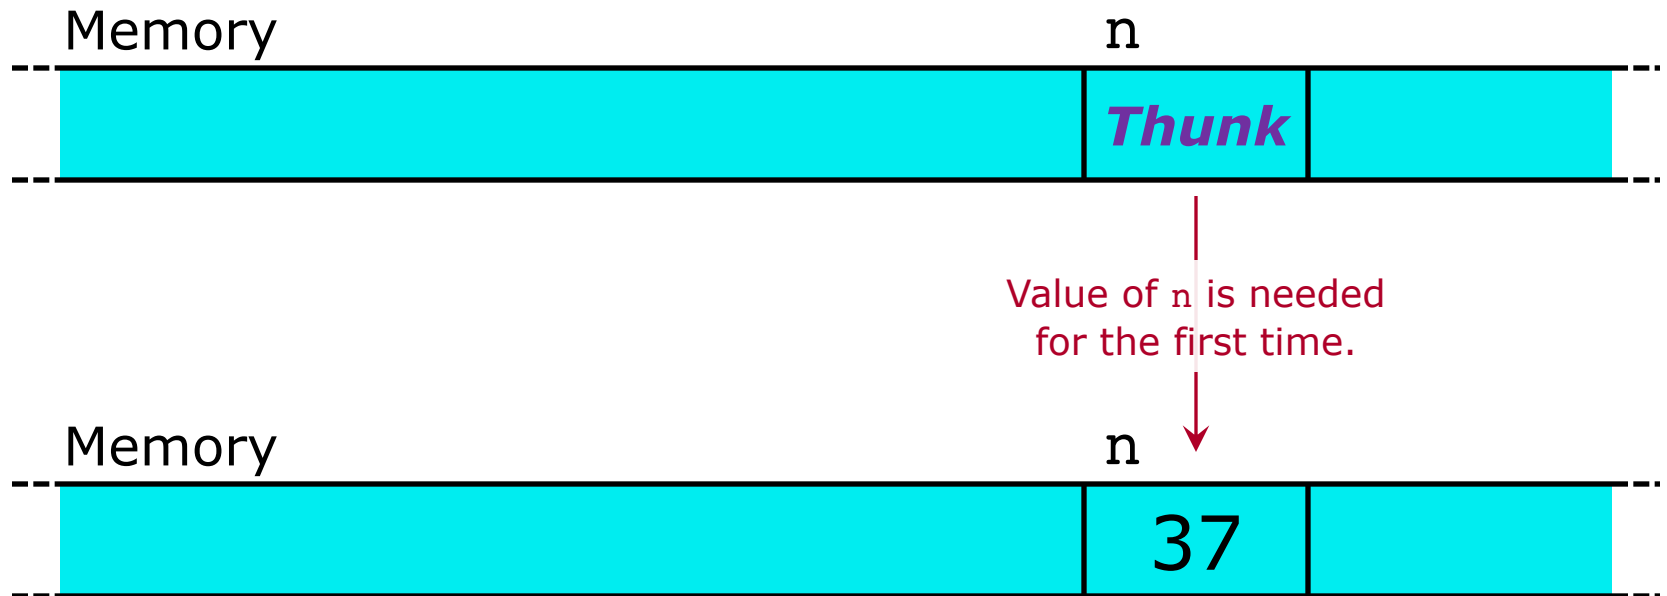 Memory n
Thunk
Value of n is needed
for the first time.
Memory n
37